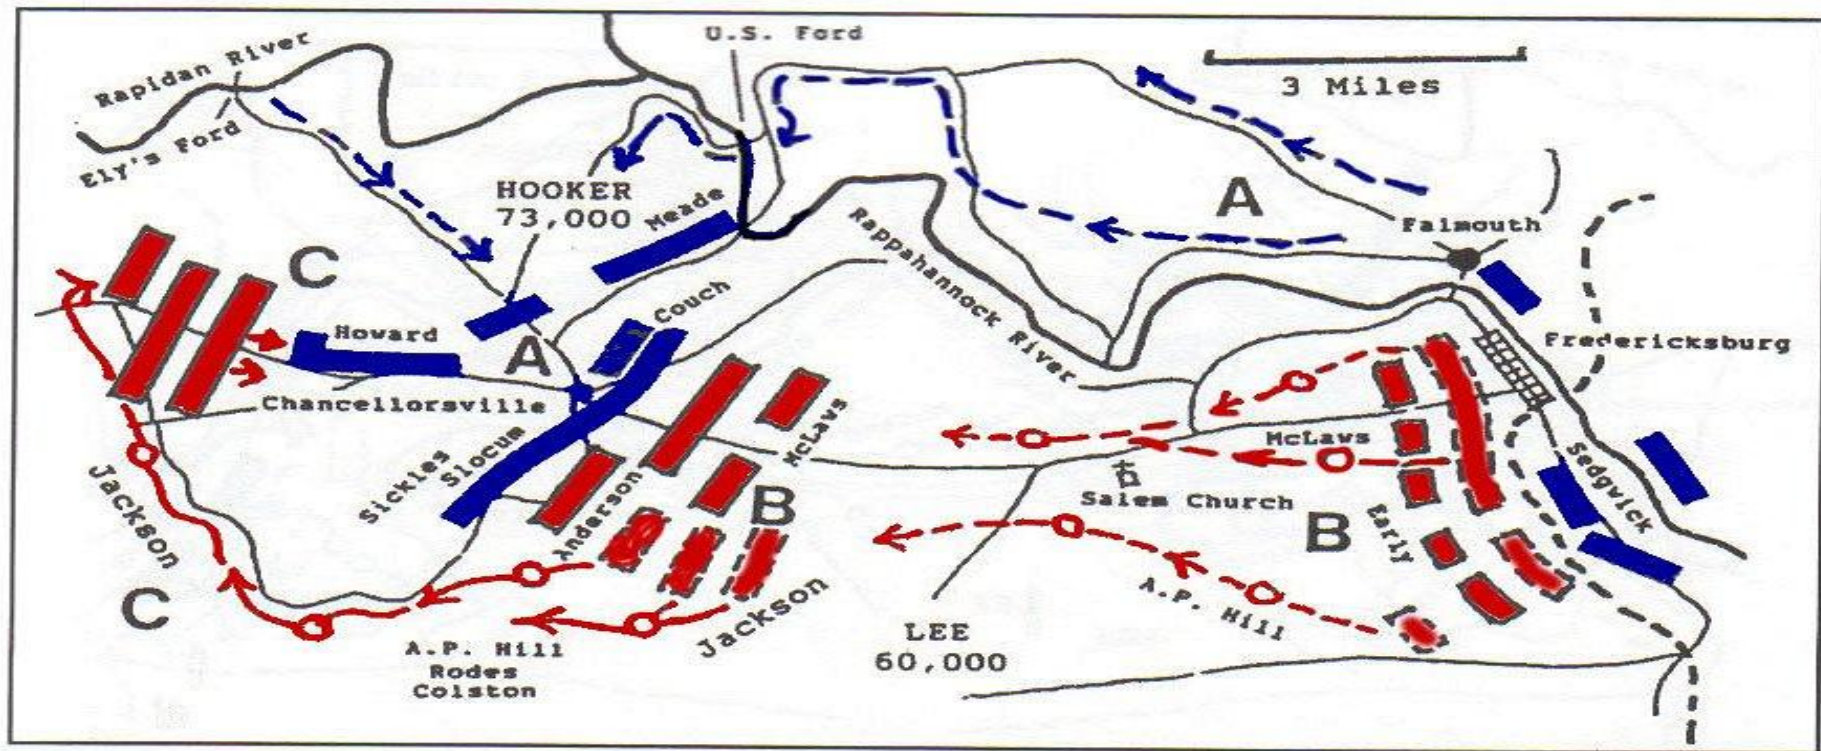 U.S. Ford
Rapidan River
3 Miles
Ely's Ford
HOOKER
73,000
Meade
A
Falmouth
Rappahannock River
C
Couch
Howard
A
Fredericksburg
Chancellorsville
McLaws
McLaws
Sickles
Slocum
Sedgwick
Jackson
Anderson
B
Salem Church
B
Early
C
Jackson
A.P. Hill
A.P. Hill
Rodes
Colston
LEE
60,000